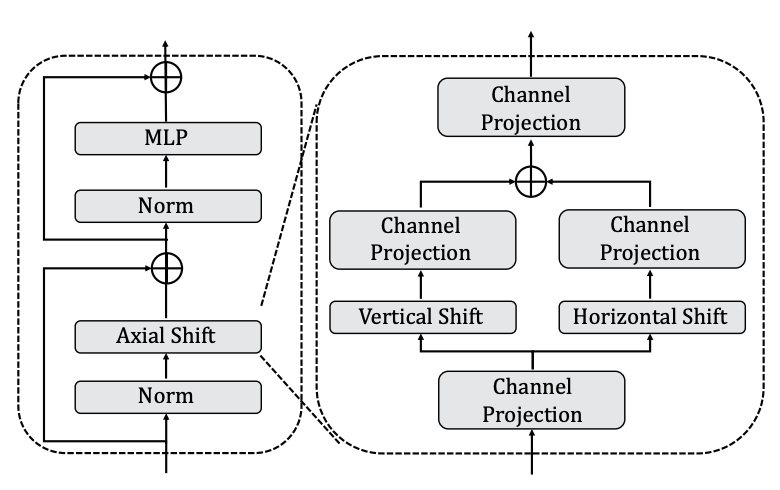 MLP
Norm
Axial Shift
Norm
Channel
Projection
Channel
Projection
Channel
Projection
Vertical Shift
Horizontal Shift
Channel
Projection